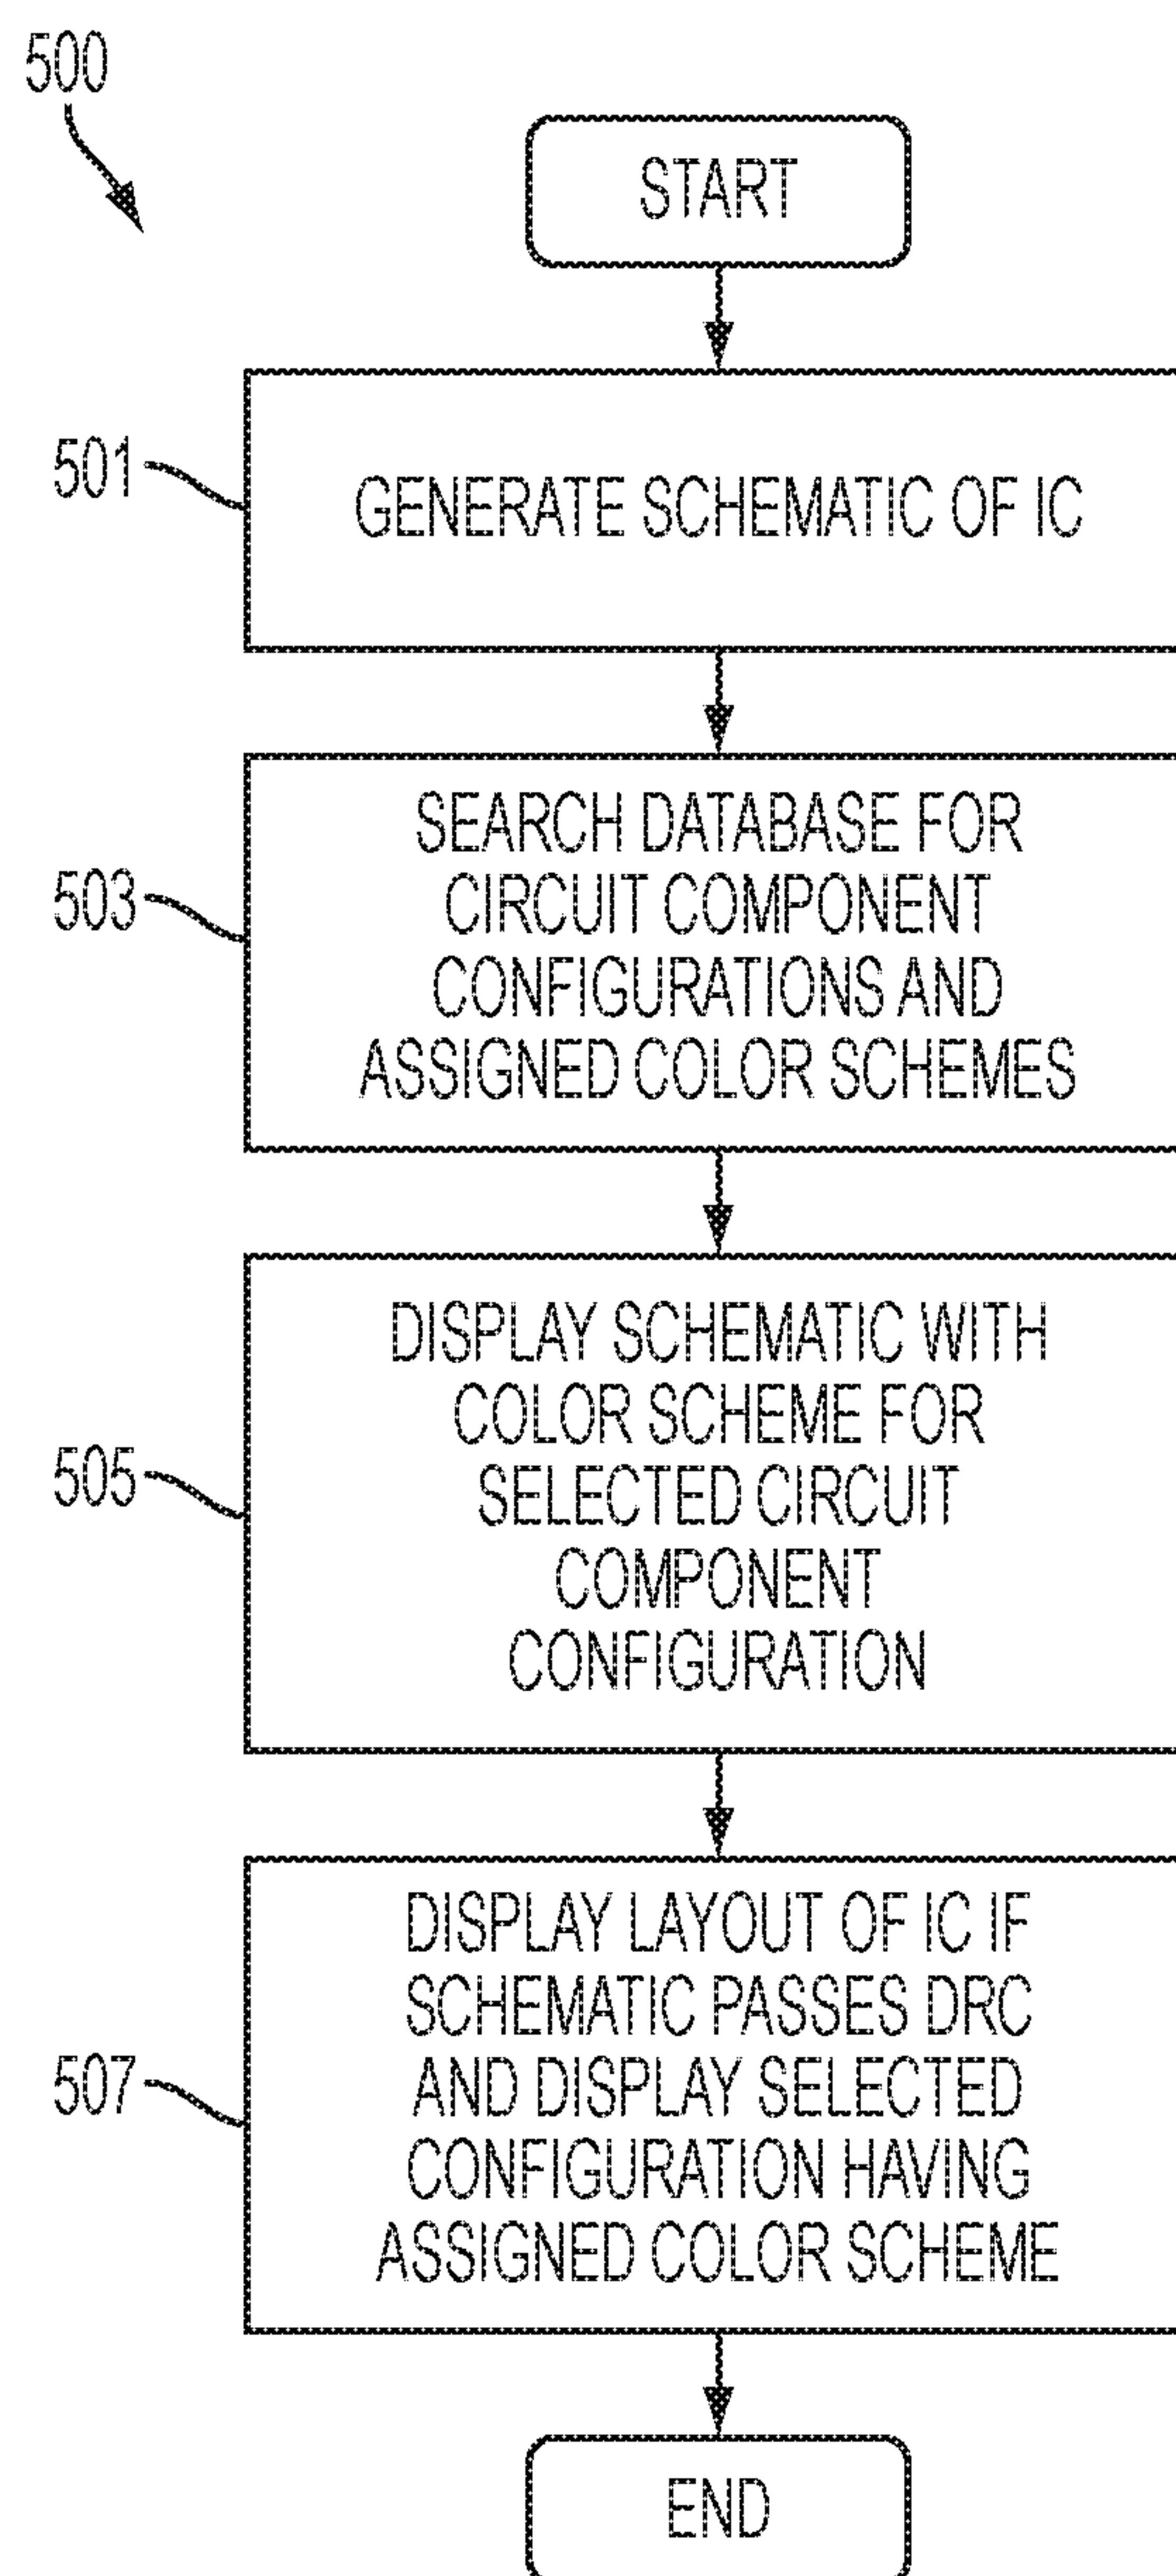 500
START
501
GENERATE SCHEMATIC OF IC
503
SEARCH DATABASE FOR
CIRCUIT COMPONENT
CONFIGURATIONS AND
ASSIGNED COLOR SCHEMES
505
DISPLAY SCHEMATIC WITH
COLOR SCHEME FOR
SELECTED CIRCUIT
COMPONENT
CONFIGURATION
507
DISPLAY LAYOUT OF IC IF
SCHEMATIC PASSES DRC
AND DISPLAY SELECTED
CONFIGURATION HAVING
ASSIGNED COLOR SCHEME
END